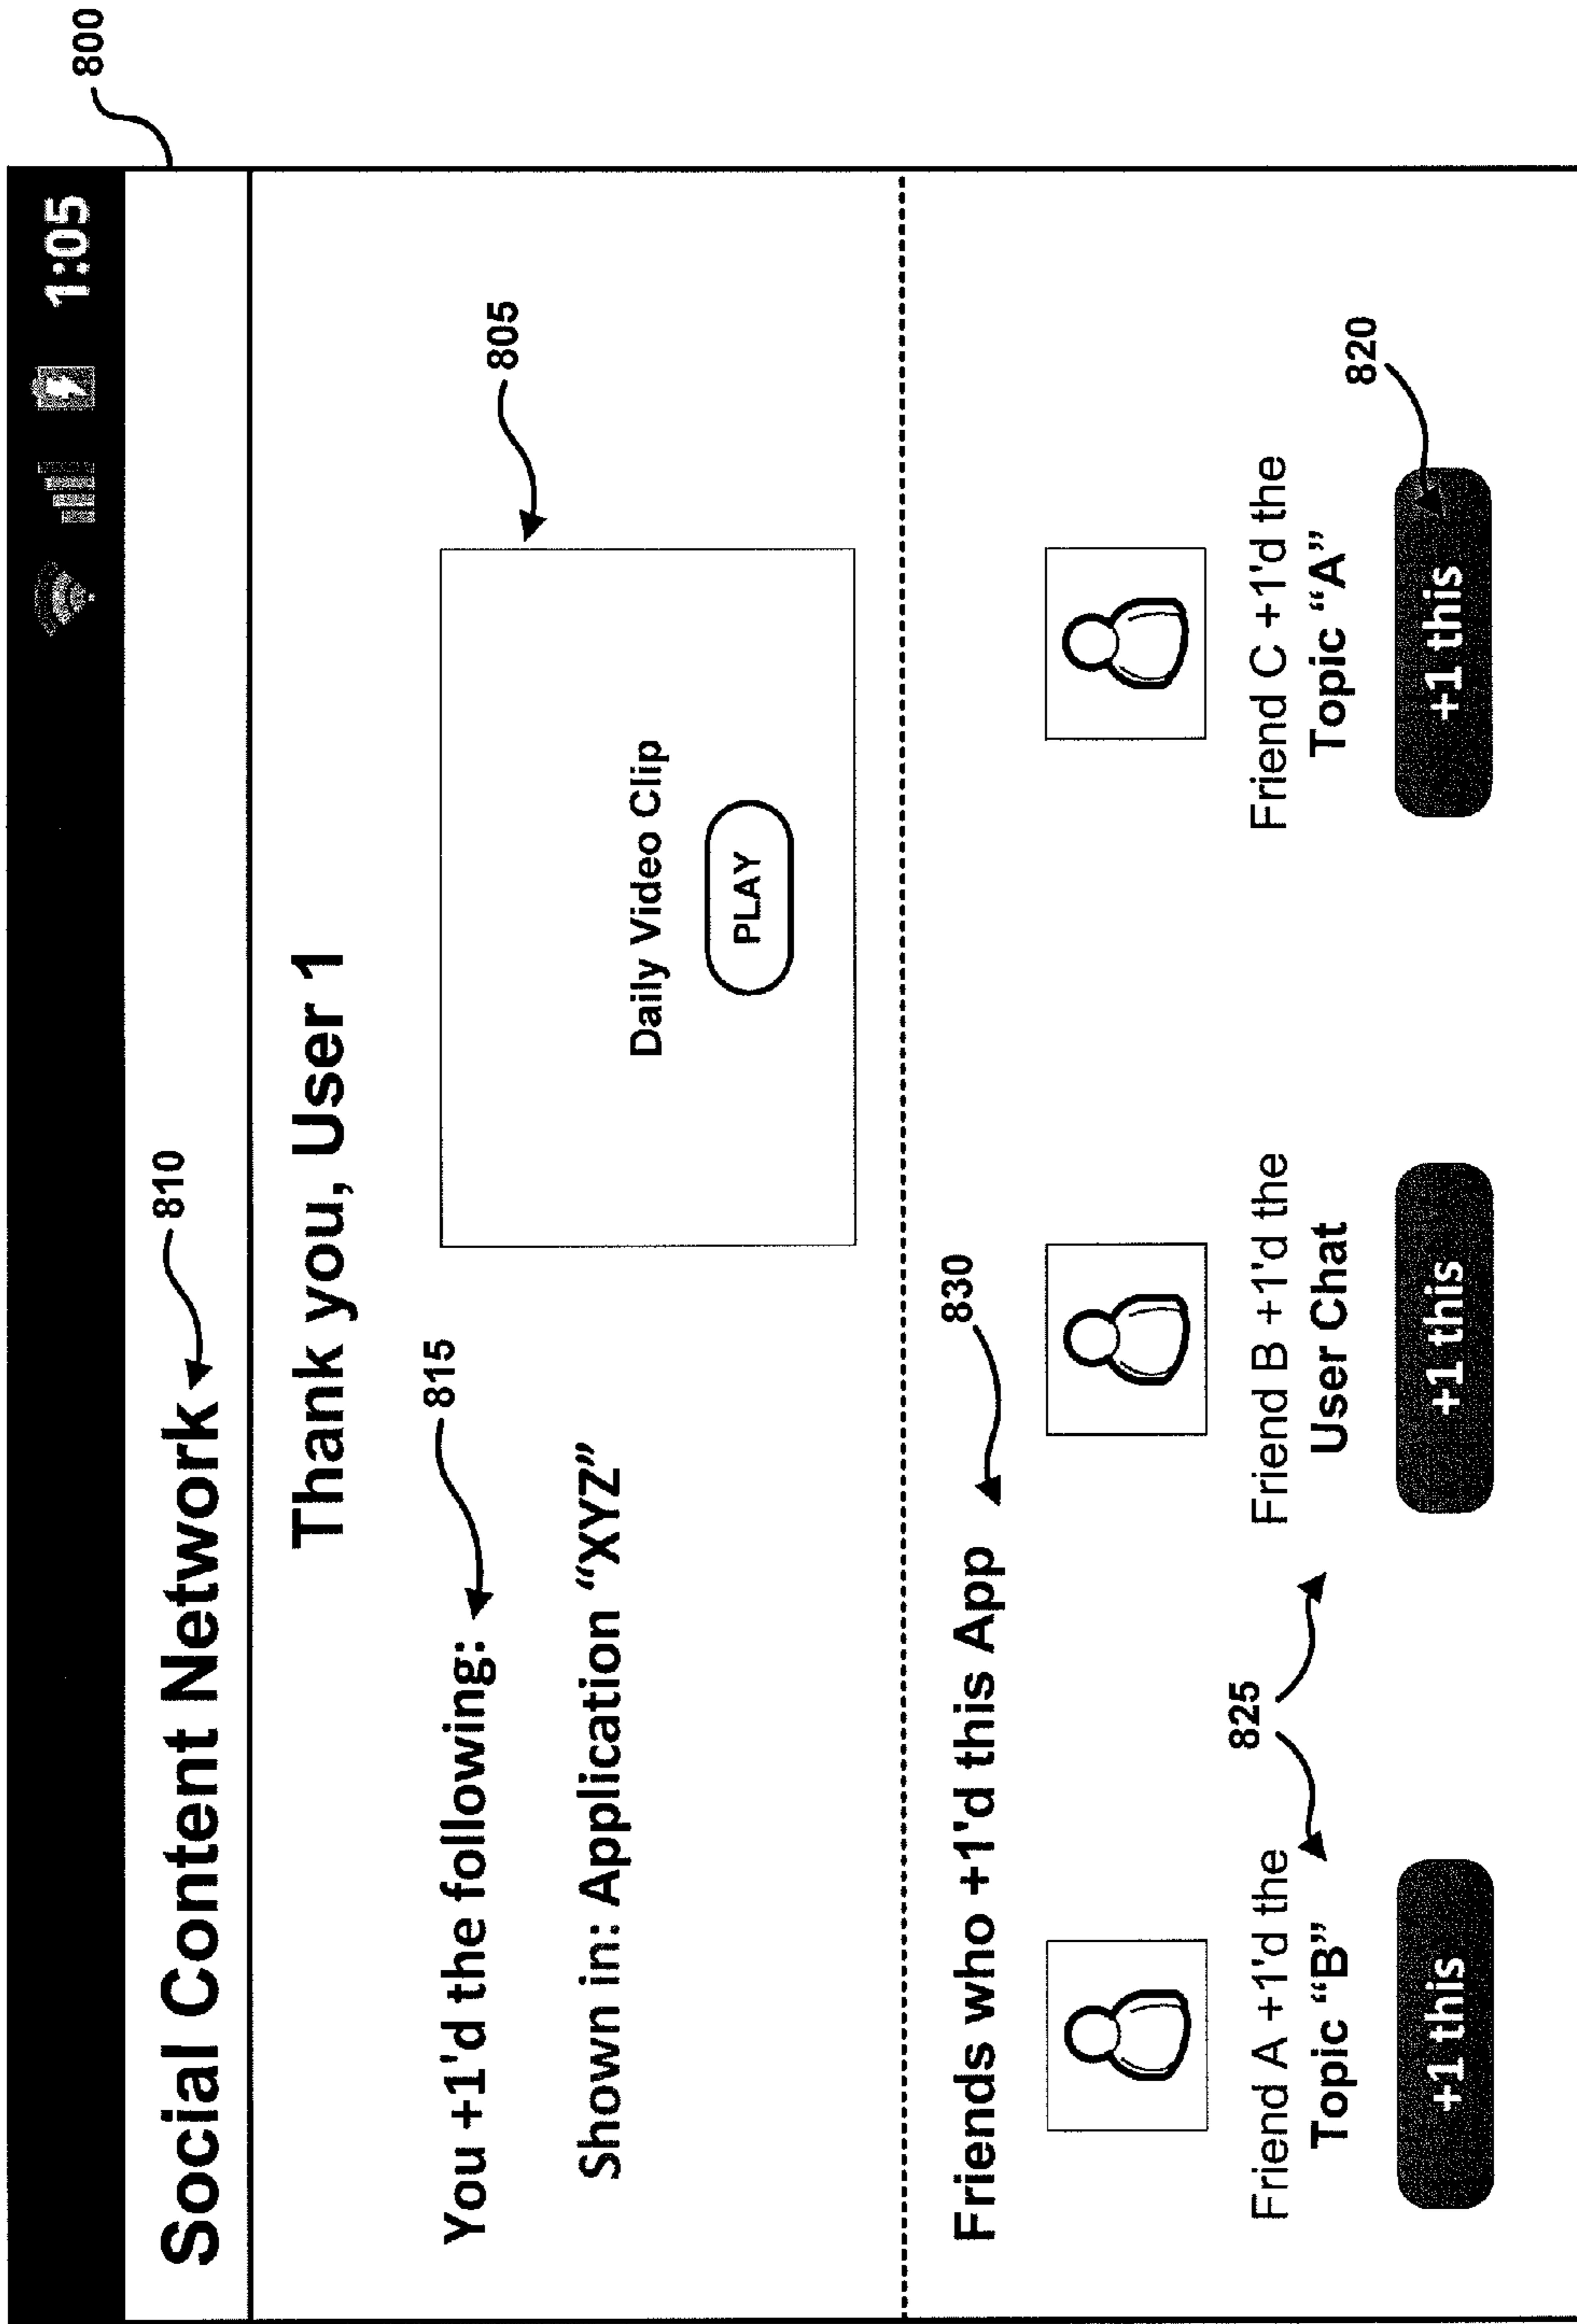 800
1:05
Social Content Network
810
Thank you, User 1
You +1'd the following:
815
Shown in: Application “XYZ”
805
Daily Video Clip
PLAY
Friends who +1'd this App
830
Friend A +1'd the
Topic “B”
+1 this
825
Friend B +1'd the
User Chat
+1 this
Friend C +1'd the
Topic “A”
+1 this
820